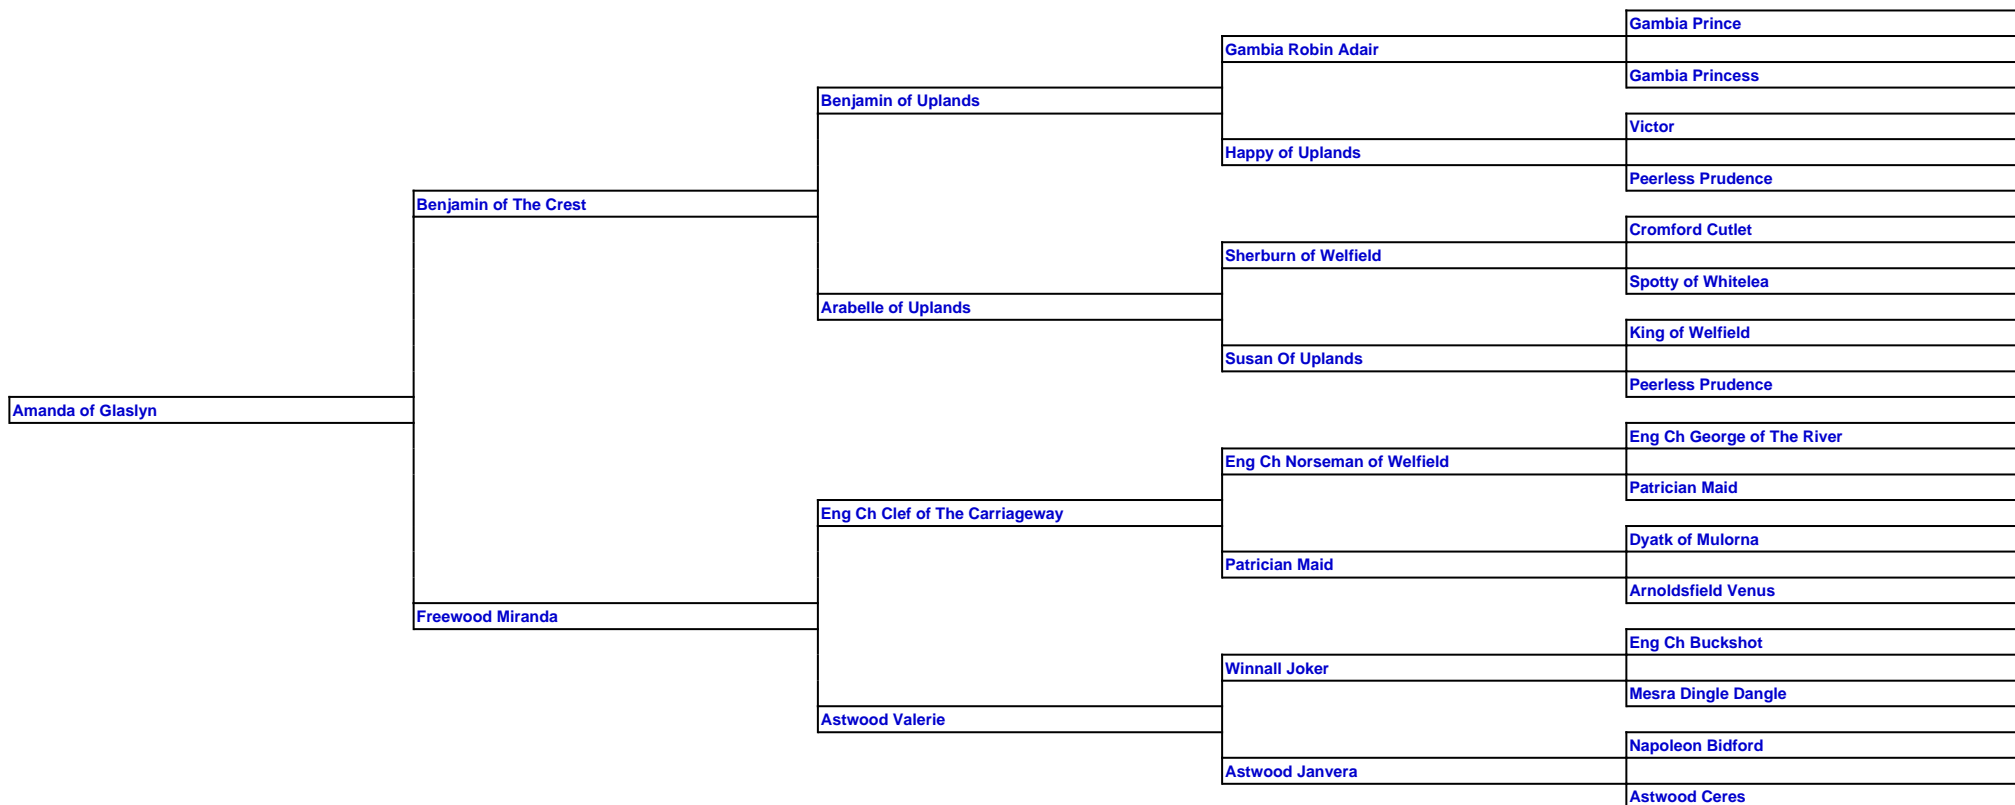 Gambia Prince
Gambia Robin Adair
Gambia Princess
Benjamin of Uplands
Victor
Happy of Uplands
Peerless Prudence
Benjamin of The Crest
Cromford Cutlet
Sherburn of Welfield
Spotty of Whitelea
Arabelle of Uplands
King of Welfield
Susan Of Uplands
Peerless Prudence
Amanda of Glaslyn
Eng Ch George of The River
Eng Ch Norseman of Welfield
Patrician Maid
Eng Ch Clef of The Carriageway
Dyatk of Mulorna
Patrician Maid
Arnoldsfield Venus
Freewood Miranda
Eng Ch Buckshot
Winnall Joker
Mesra Dingle Dangle
Astwood Valerie
Napoleon Bidford
Astwood Janvera
Astwood Ceres